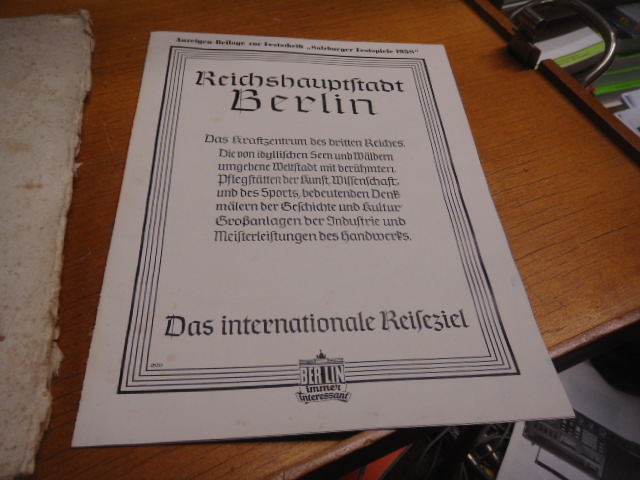 Anzeigen-Beilage zur Festschrift „Salzburger Festspiele 1938"
Reichshauptstadt
Berlin
Das Kraftzentrum des dritten Reiches.
Die von idyllischen Seen und Wäldern
umgebene Weltstadt mit berühmten
Pflegstätten der Kunst, Wissenschaft,
und des Sports, bedeutenden Denk-
mälern der Geschichte und Kultur
Großanlagen der Industrie und
Meisterleistungen des Handwerks.
Das internationale Reiseziel
BERLIN
immer
interessant